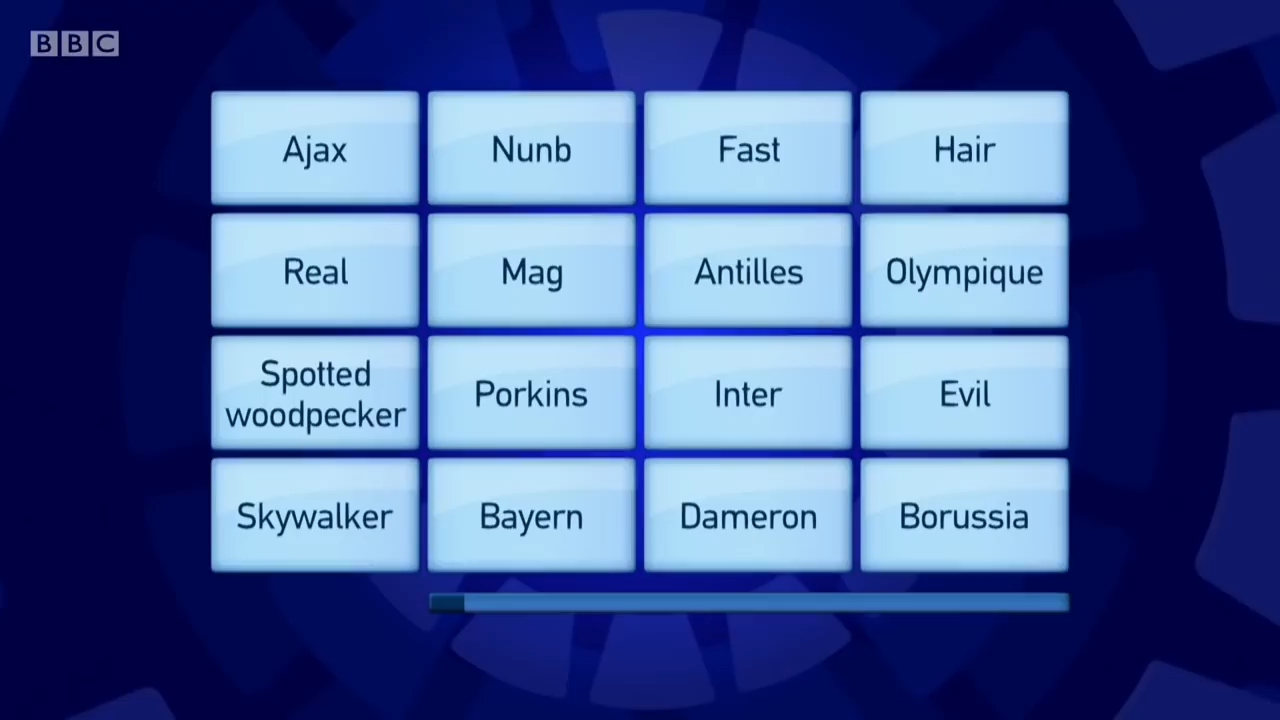 BBC
Ajax
Nunb
Fast
Hair
Real
Mag
Antilles
Olympique
Spotted
woodpecker
Porkins
Inter
Evil
Skywalker
Bayern
Dameron
Borussia